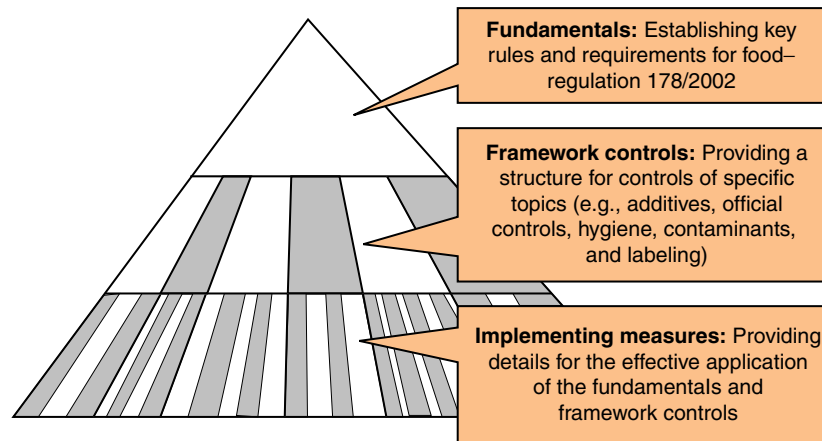 Fundamentals: Establishing key
rules and requirements for food–
regulation 178/2002
Framework controls: Providing a
structure for controls of specific
topics (e.g., additives, official
controls, hygiene, contaminants,
and labeling)
Implementing measures: Providing
details for the effective application
of the fundamentals and
framework controls